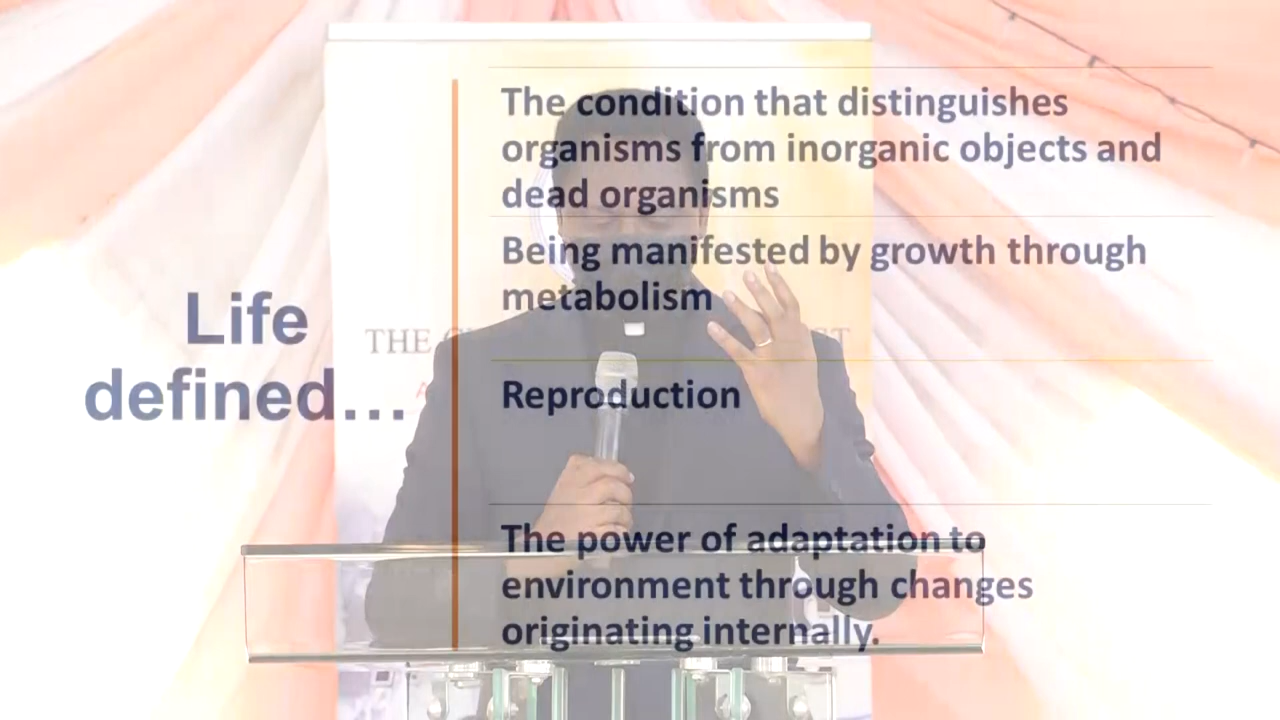 Life
defined...
The condition that distinguishes
organisms from inorganic objects and
dead organisms
Being manifested by growth through
metabolism
Reproduction
The power of adaptation to
environment through changes
originating internally.
THE